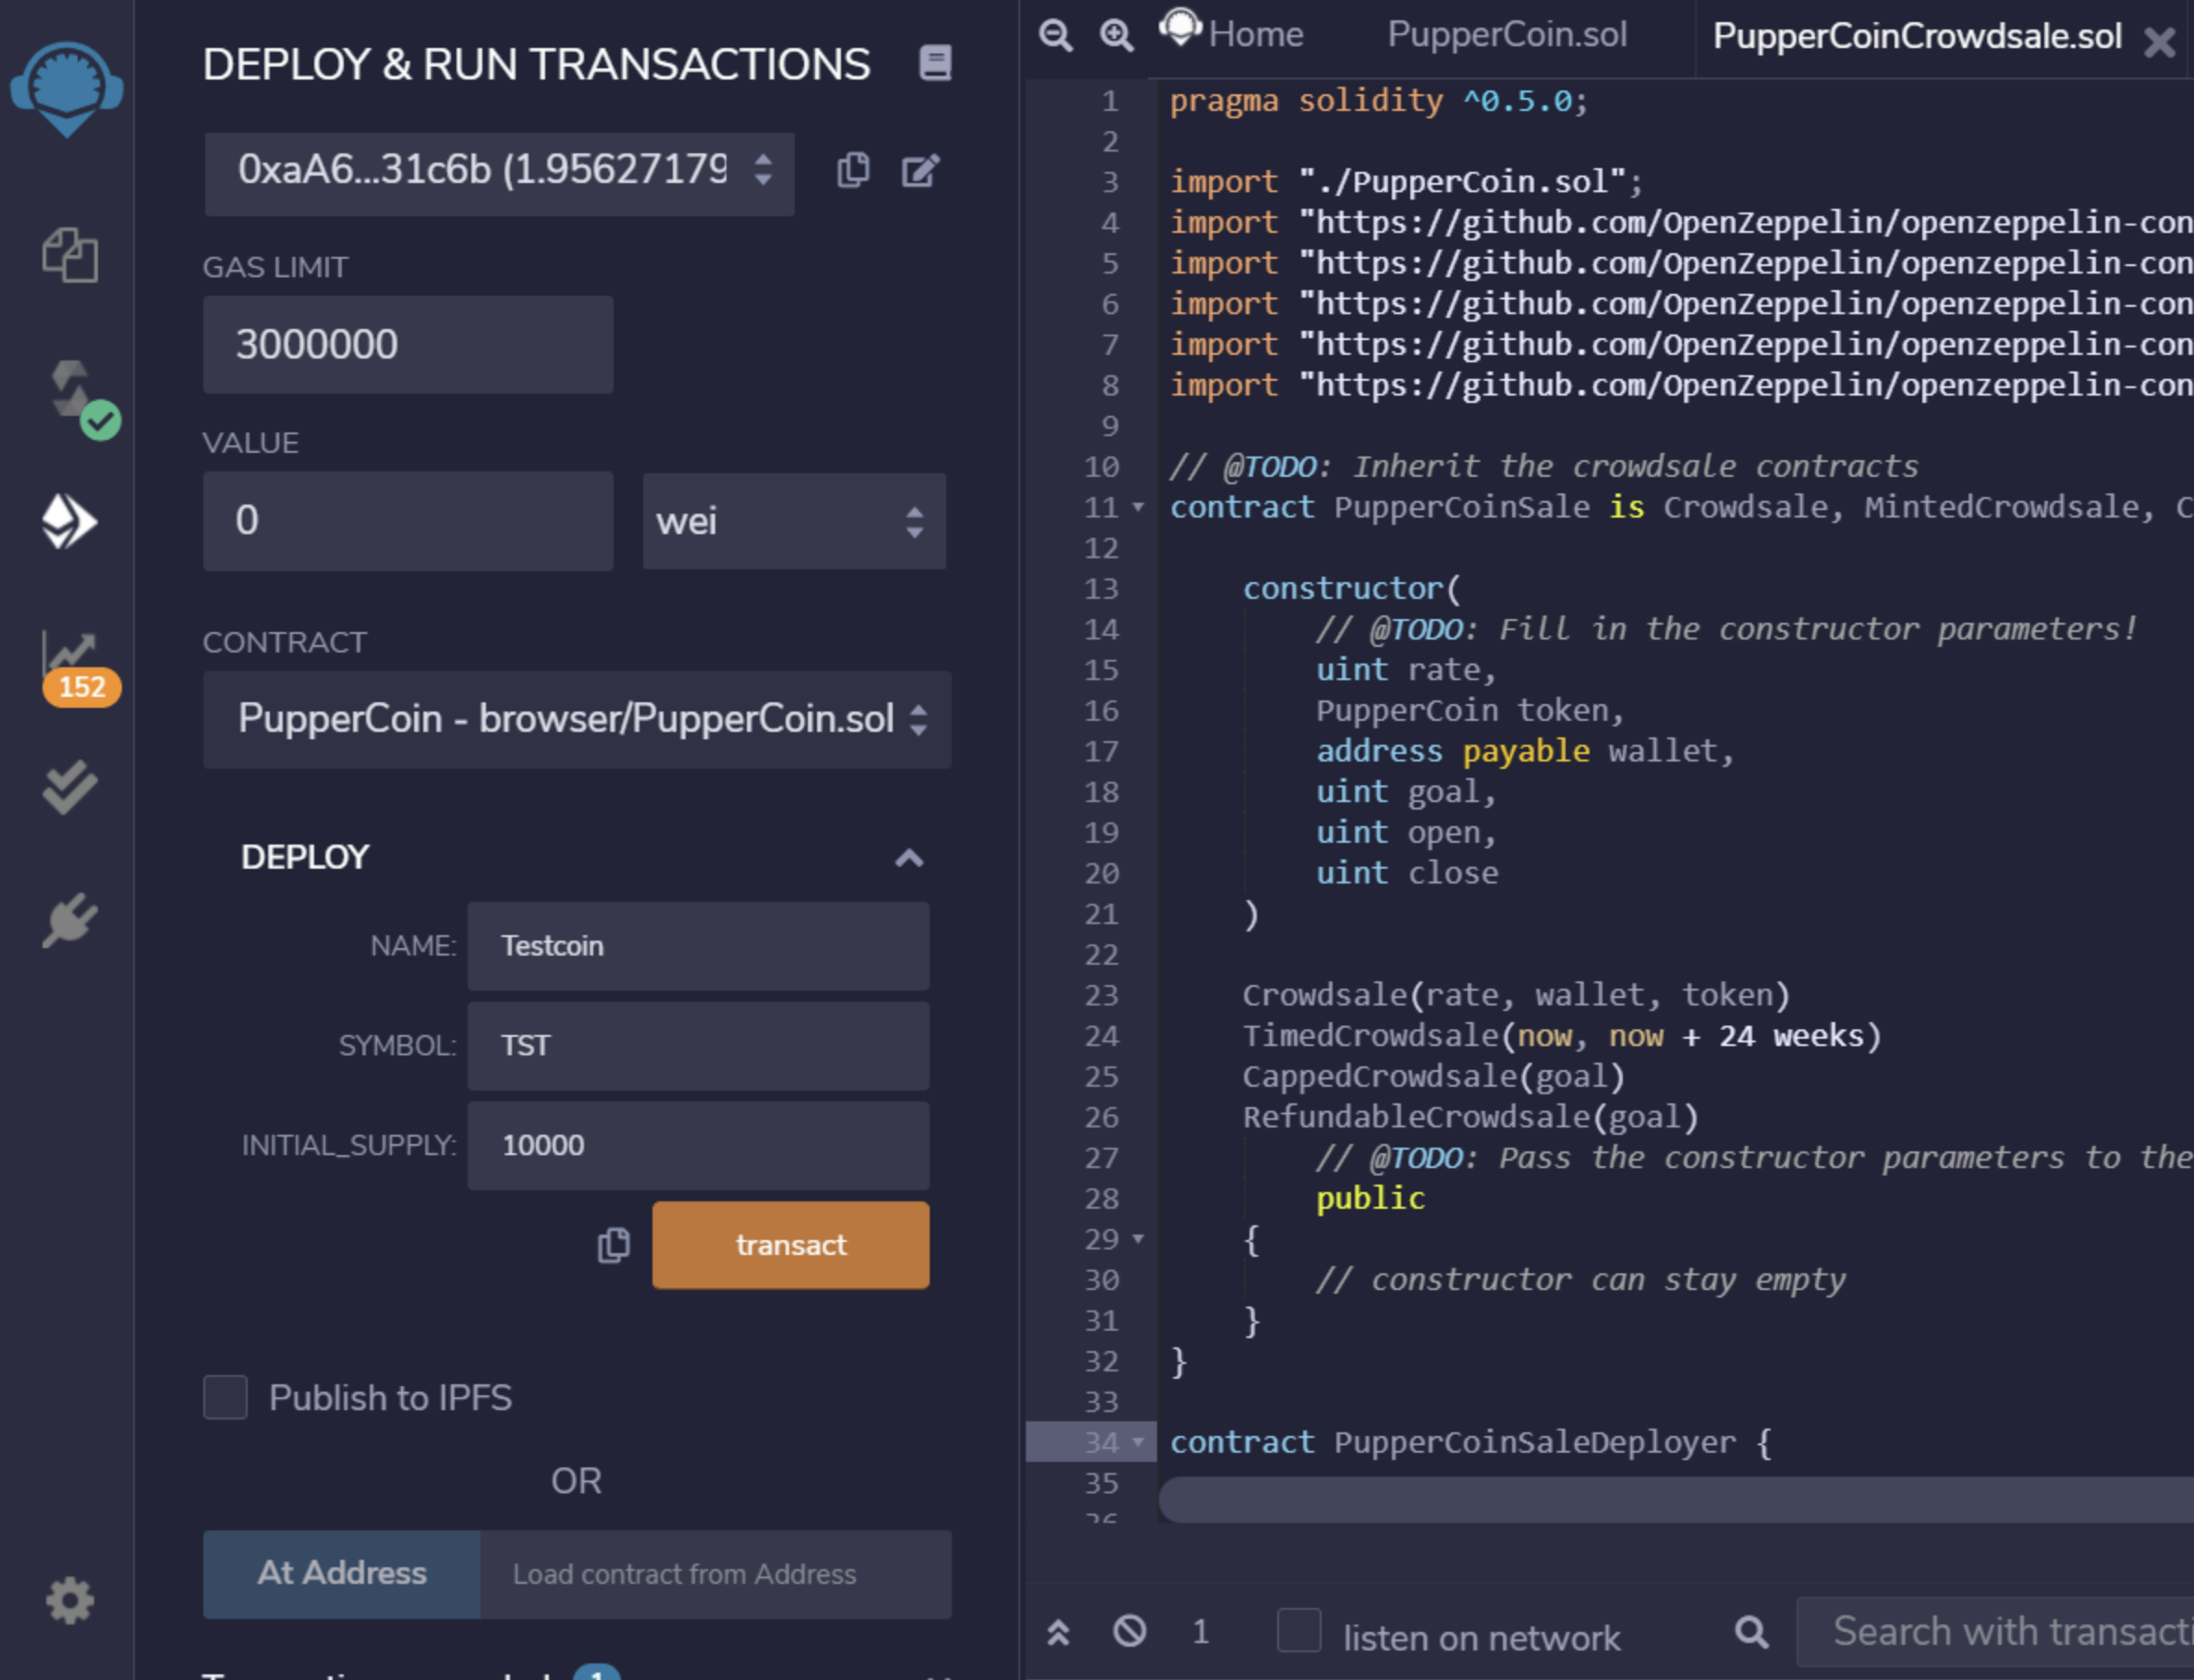 DEPLOY & RUN TRANSACTIONS
0xaA6...31c6b (1.95627179
GAS LIMIT
3000000
VALUE
0
wei
CONTRACT
PupperCoin - browser/PupperCoin.sol
DEPLOY
NAME:
Testcoin
SYMBOL:
TST
INITIAL_SUPPLY:
10000
transact
Publish to IPFS
OR
At Address
Load contract from Address
1
152
Home
PupperCoin.sol
PupperCoinCrowdsale.sol
1 pragma solidity ^0.5.0;
2
3 import "./PupperCoin.sol";
4 import "https://github.com/OpenZeppelin/openzeppelin-con
5 import "https://github.com/OpenZeppelin/openzeppelin-con
6 import "https://github.com/OpenZeppelin/openzeppelin-con
7 import "https://github.com/OpenZeppelin/openzeppelin-con
8 import "https://github.com/OpenZeppelin/openzeppelin-con
9
10 // @TODO: Inherit the crowdsale contracts
11 contract PupperCoinSale is Crowdsale, MintedCrowdsale, C
12
13 constructor(
14 // @TODO: Fill in the constructor parameters!
15 uint rate,
16 PupperCoin token,
17 address payable wallet,
18 uint goal,
19 uint open,
20 uint close
21 )
22
23 Crowdsale(rate, wallet, token)
24 TimedCrowdsale(now, now + 24 weeks)
25 CappedCrowdsale(goal)
26 RefundableCrowdsale(goal)
27 // @TODO: Pass the constructor parameters to the
28 public
29 {
30 // constructor can stay empty
31 }
32 }
33
34 contract PupperCoinSaleDeployer {
35
1
listen on network
Search with transacti